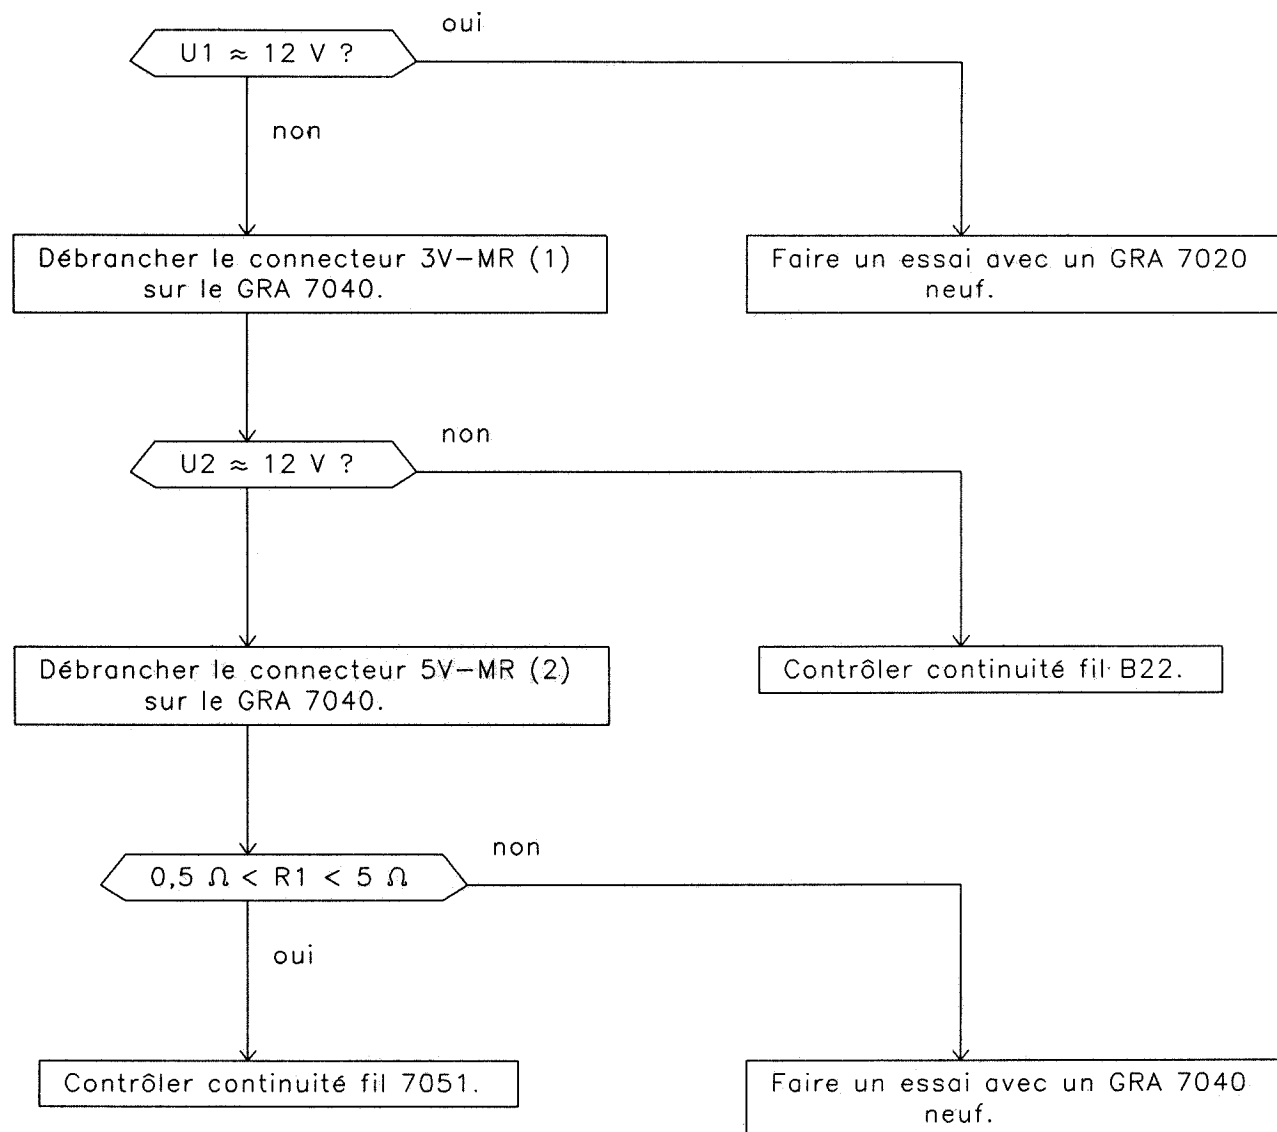 oui
U1 ≈ 12 V ?
non
Débrancher le connecteur 3V–MR (1)
sur le GRA 7040.
Faire un essai avec un GRA 7020
neuf.
non
U2 ≈ 12 V ?
Débrancher le connecteur 5V–MR (2)
sur le GRA 7040.
Contrôler continuité fil B22.
non
0,5 Ω < R1 < 5 Ω
oui
Contrôler continuité fil 7051.
Faire un essai avec un GRA 7040
neuf.